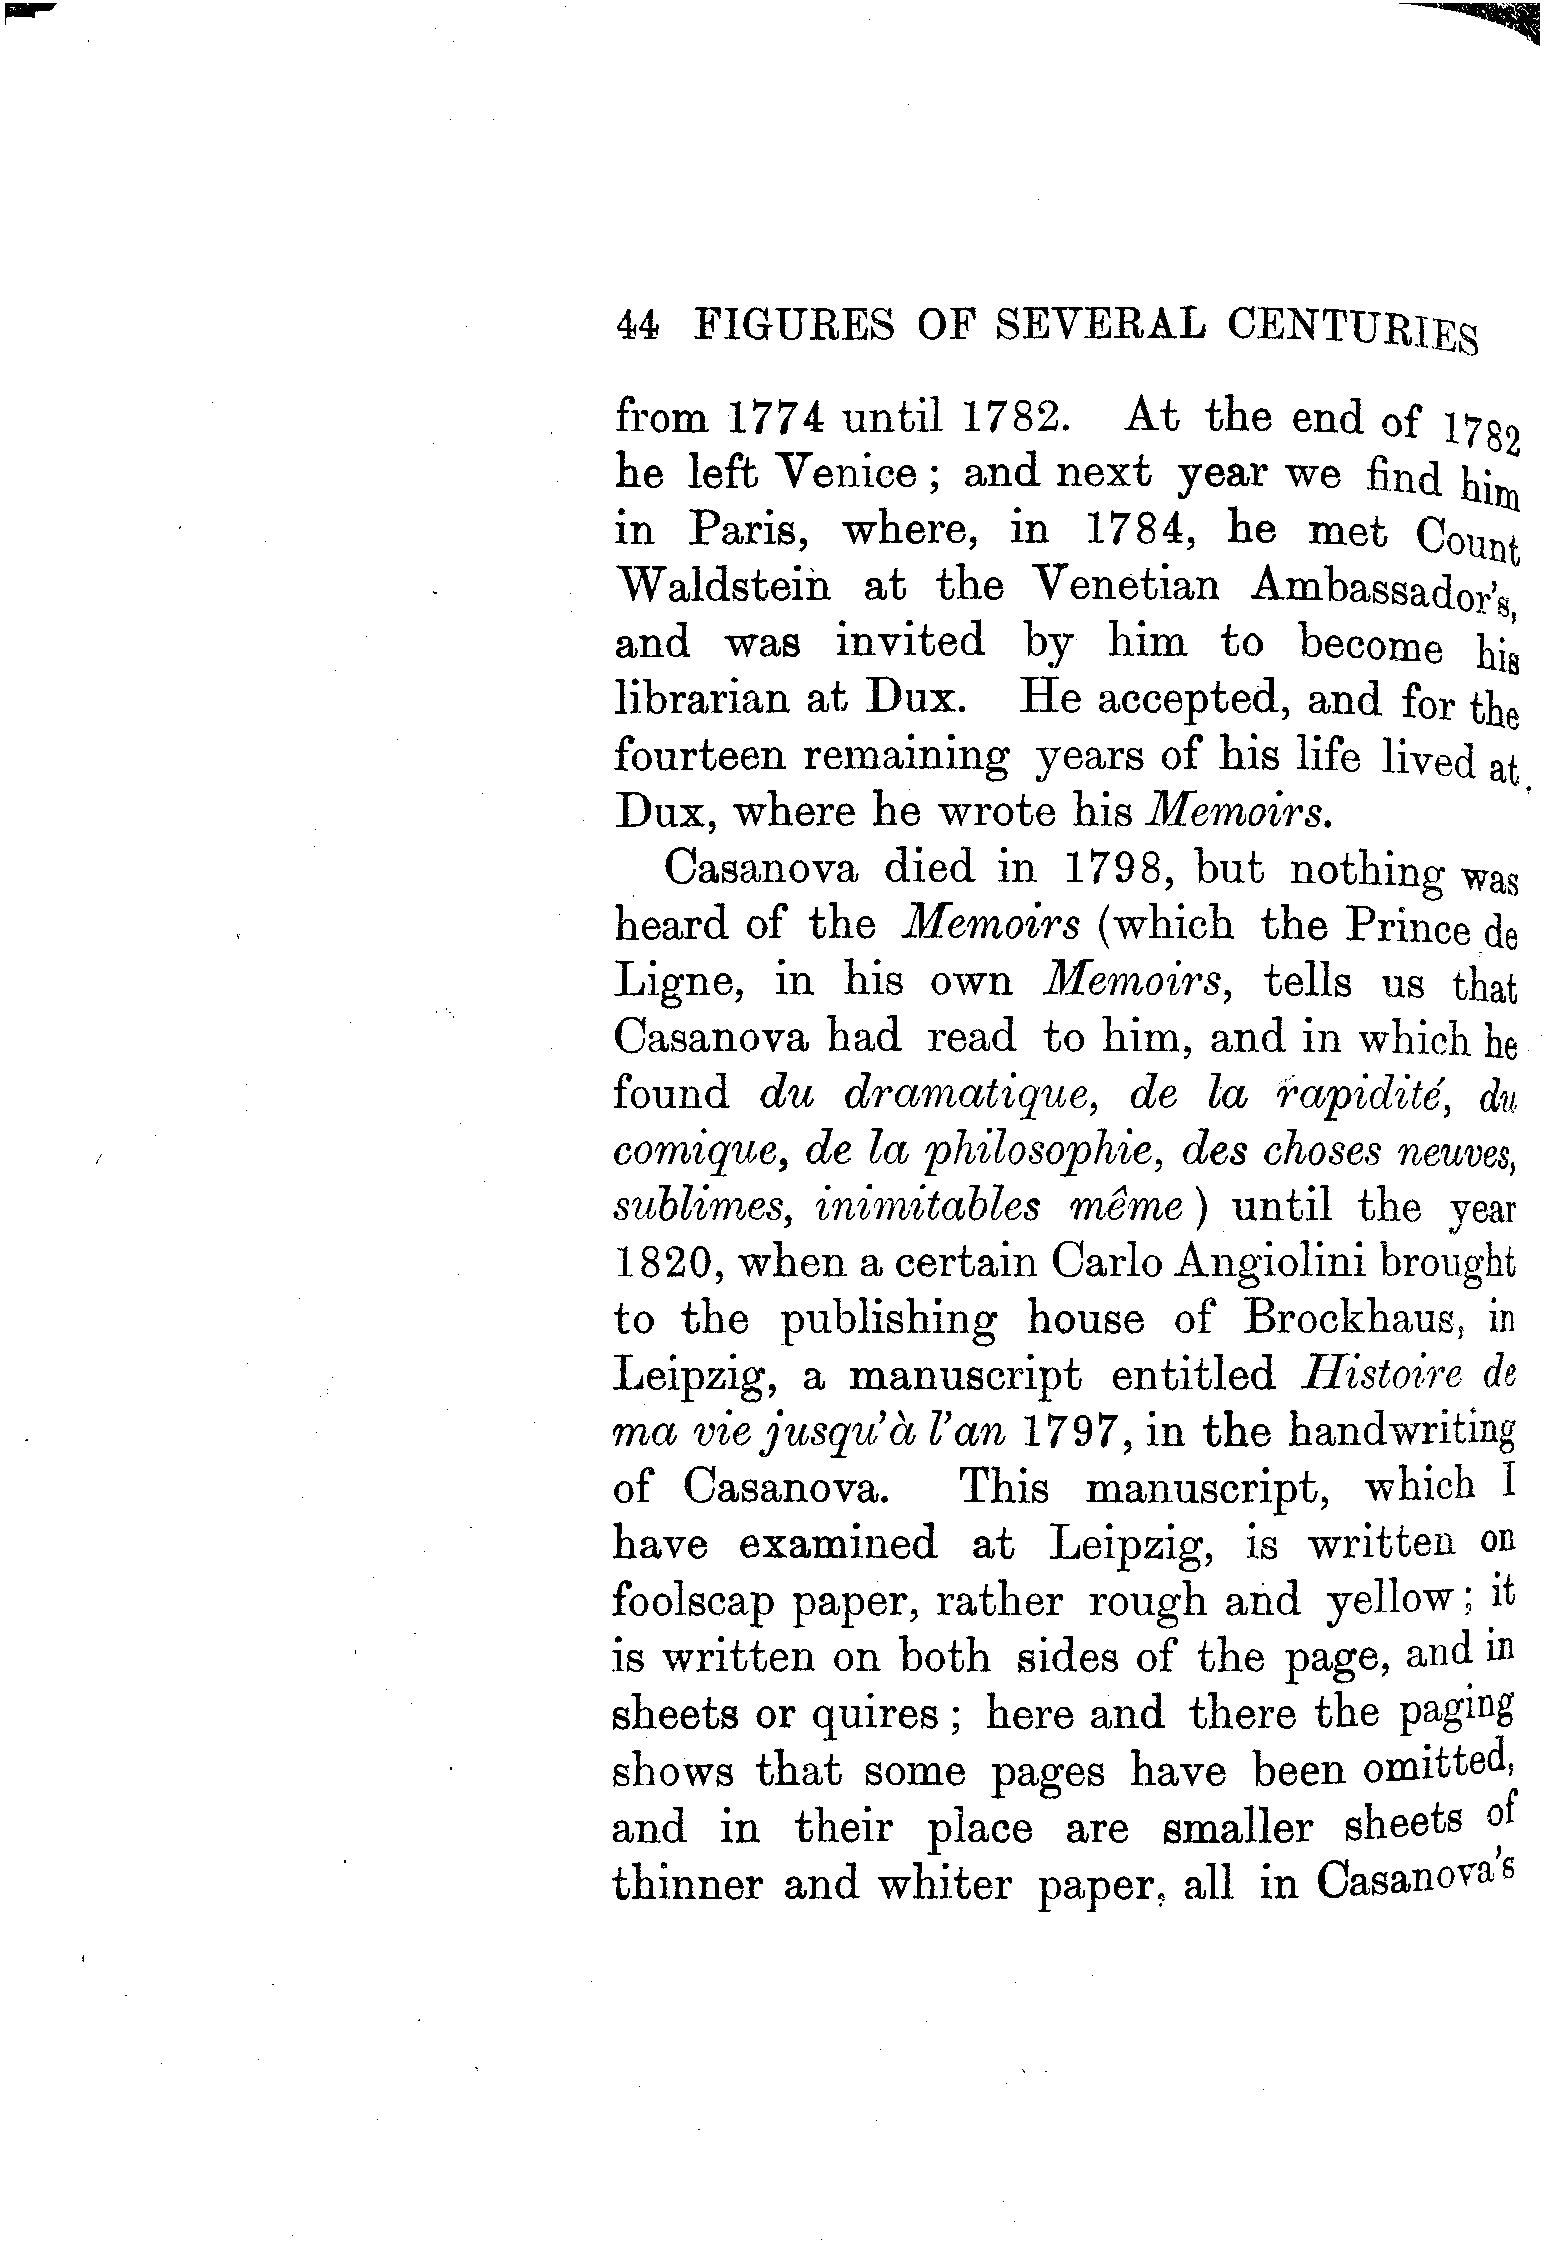 44 FIGURES OF SEVERAL CENTURIES
from 1774 until 1782. At the end of 1782
he left Venice; and next year we find him
in Paris, where, in 1784, he met Count
Waldstein at the Venetian Ambassador's,
and was invited by him to become his
librarian at Dux. He accepted, and for the
fourteen remaining years of his life lived at
Dux, where he wrote his Memoirs.
Casanova died in 1798, but nothing was
heard of the Memoirs (which the Prince de
Ligne, in his own Memoirs, tells us that
Casanova had read to him, and in which he
found du dramatique, de la rapidité, du
comique, de la philosophie, des choses neuves,
sublimes, inimitables même) until the year
1820, when a certain Carlo Angiolini brought
to the publishing house of Brockhaus, in
Leipzig, a manuscript entitled Histoire de
ma vie jusqu'à l'an 1797, in the handwriting
of Casanova. This manuscript, which I
have examined at Leipzig, is written on
foolscap paper, rather rough and yellow; it
is written on both sides of the page, and in
sheets or quires; here and there the paging
shows that some pages have been omitted,
and in their place are smaller sheets of
thinner and whiter paper, all in Casanova's